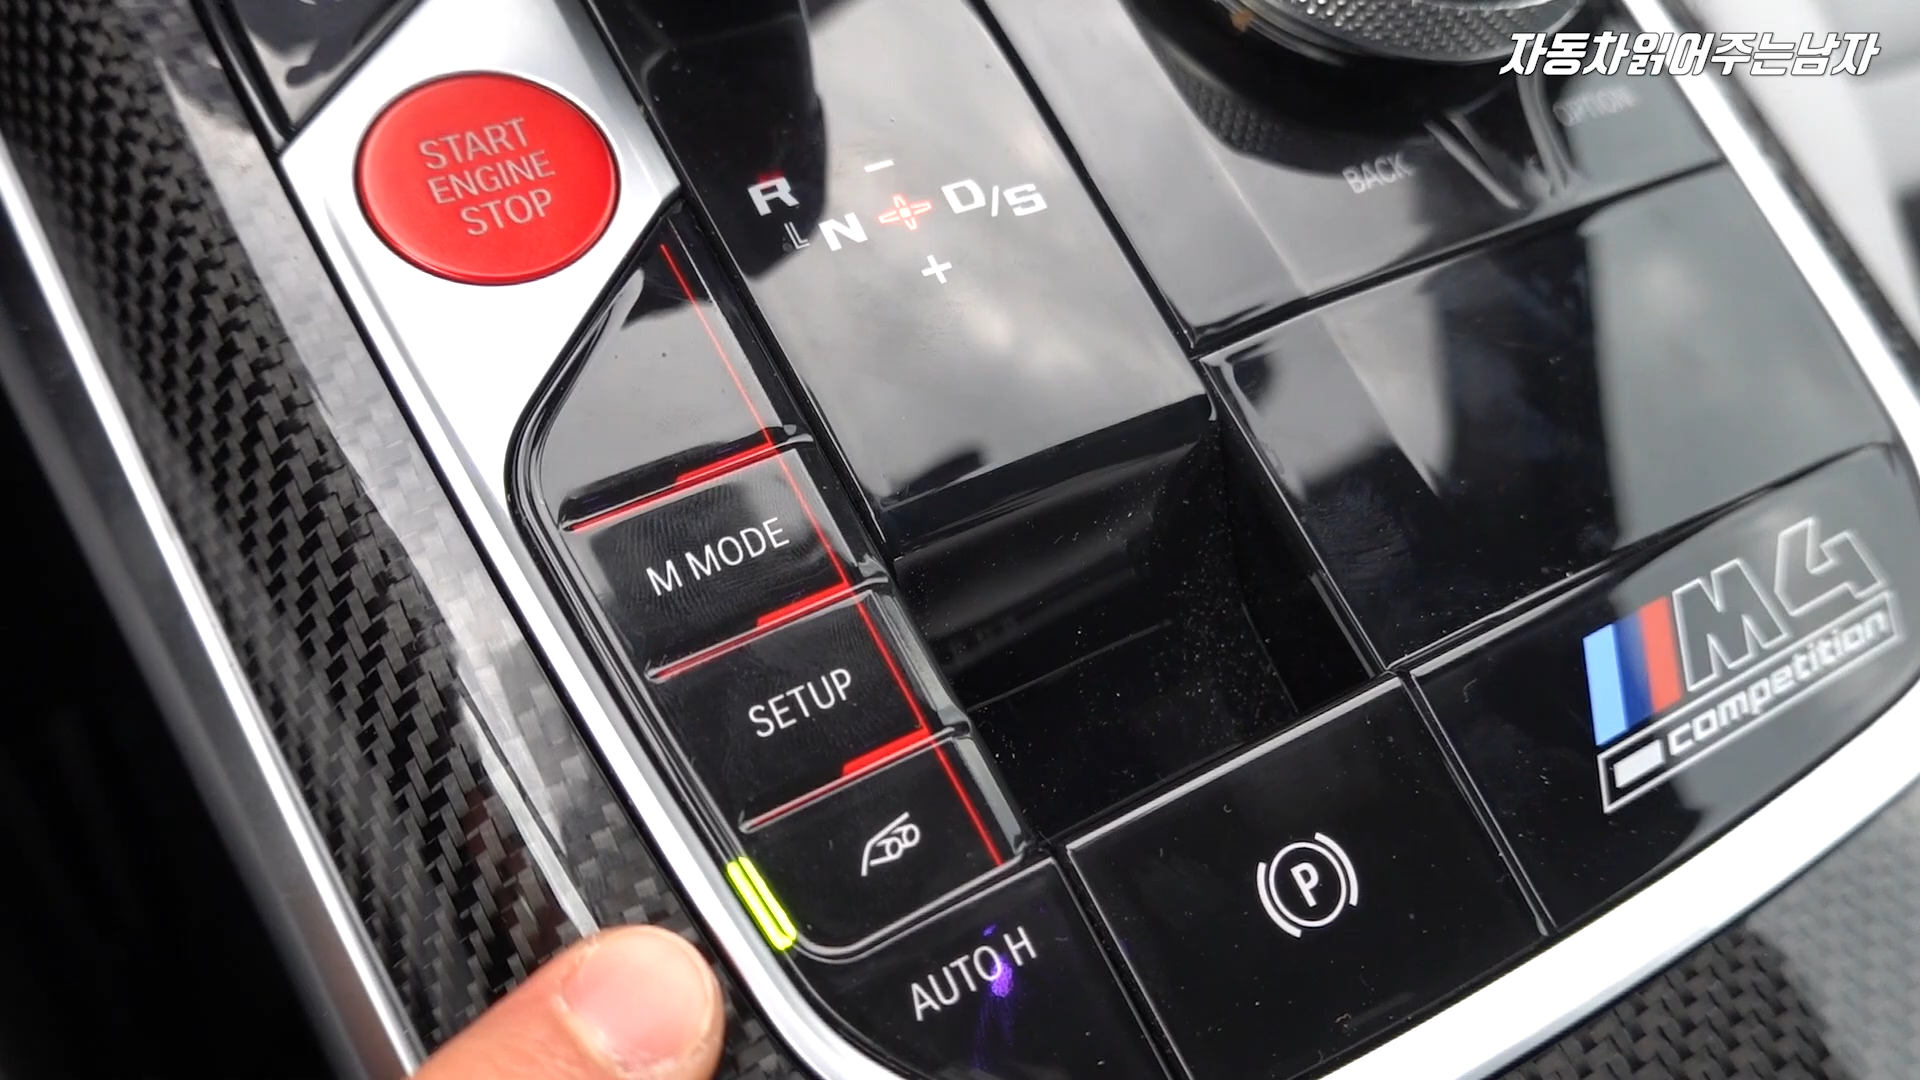 자동차읽어주는남자
START
ENGINE
STOP
R
N
D/S
−
+
OPTION
BACK
M MODE
SETUP
M4
competition
P
AUTO H